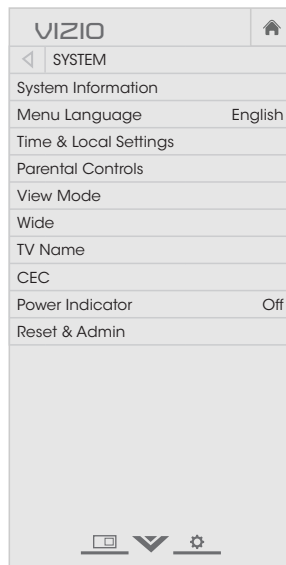 VIZIO
SYSTEM
System Information
Menu Language English
Time & Local Settings
Parental Controls
View Mode
Wide
TV Name
CEC
Power Indicator Off
Reset & Admin